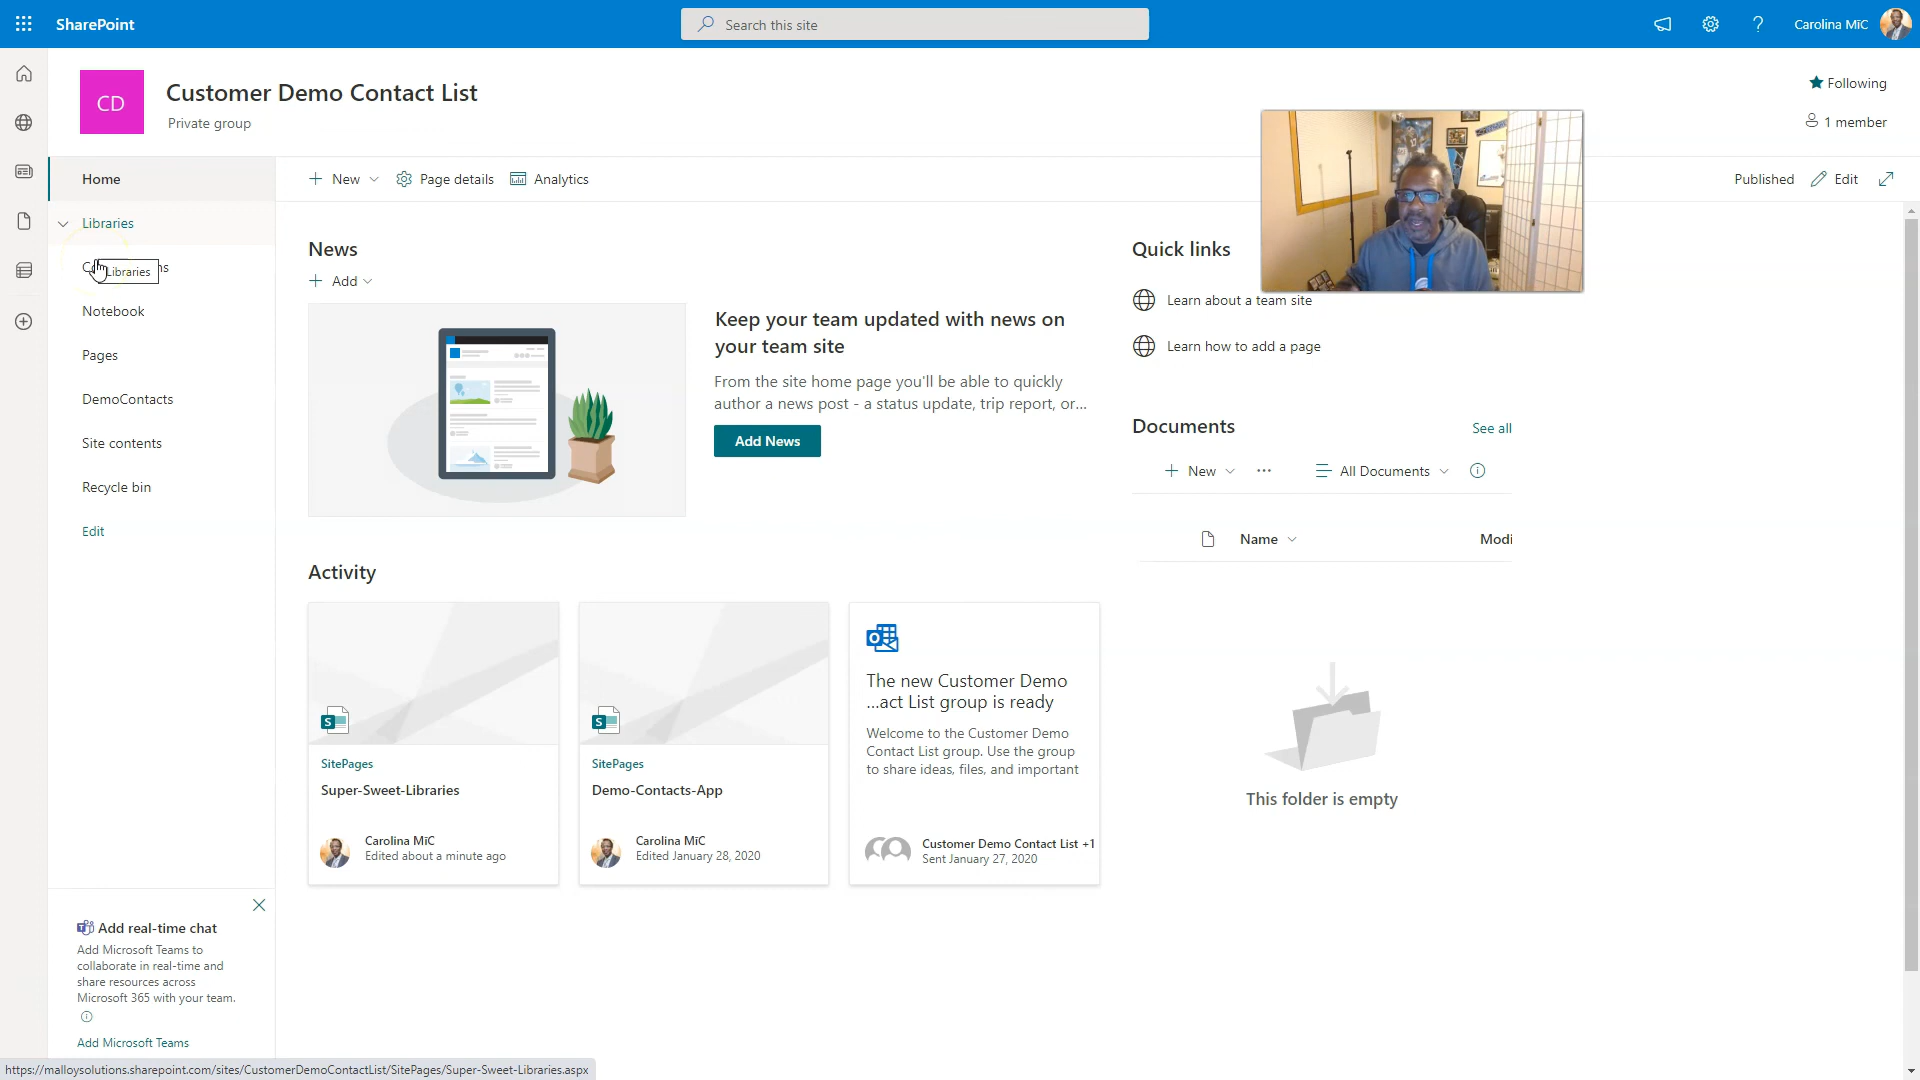 SharePoint
Search this site
Carolina MiC
CD
Customer Demo Contact List
Private group
Following
1 member
Home
New
Page details
Analytics
Published
Edit
Libraries
Libraries
Notebook
Pages
DemoContacts
Site contents
Recycle bin
Edit
News
Add
Keep your team updated with news on
your team site
From the site home page you'll be able to quickly
author a news post - a status update, trip report, or...
Add News
Quick links
Learn about a team site
Learn how to add a page
Documents
See all
New
All Documents
Name
Modi
This folder is empty
Activity
SitePages
Super-Sweet-Libraries
Carolina MiC
Edited about a minute ago
SitePages
Demo-Contacts-App
Carolina MiC
Edited January 28, 2020
The new Customer Demo
...act List group is ready
Welcome to the Customer Demo
Contact List group. Use the group
to share ideas, files, and important
Customer Demo Contact List +1
Sent January 27, 2020
Add real-time chat
Add Microsoft Teams to
collaborate in real-time and
share resources across
Microsoft 365 with your team.
Add Microsoft Teams
https://malloysolutions.sharepoint.com/sites/CustomerDemoContactList/SitePages/Super-Sweet-Libraries.aspx